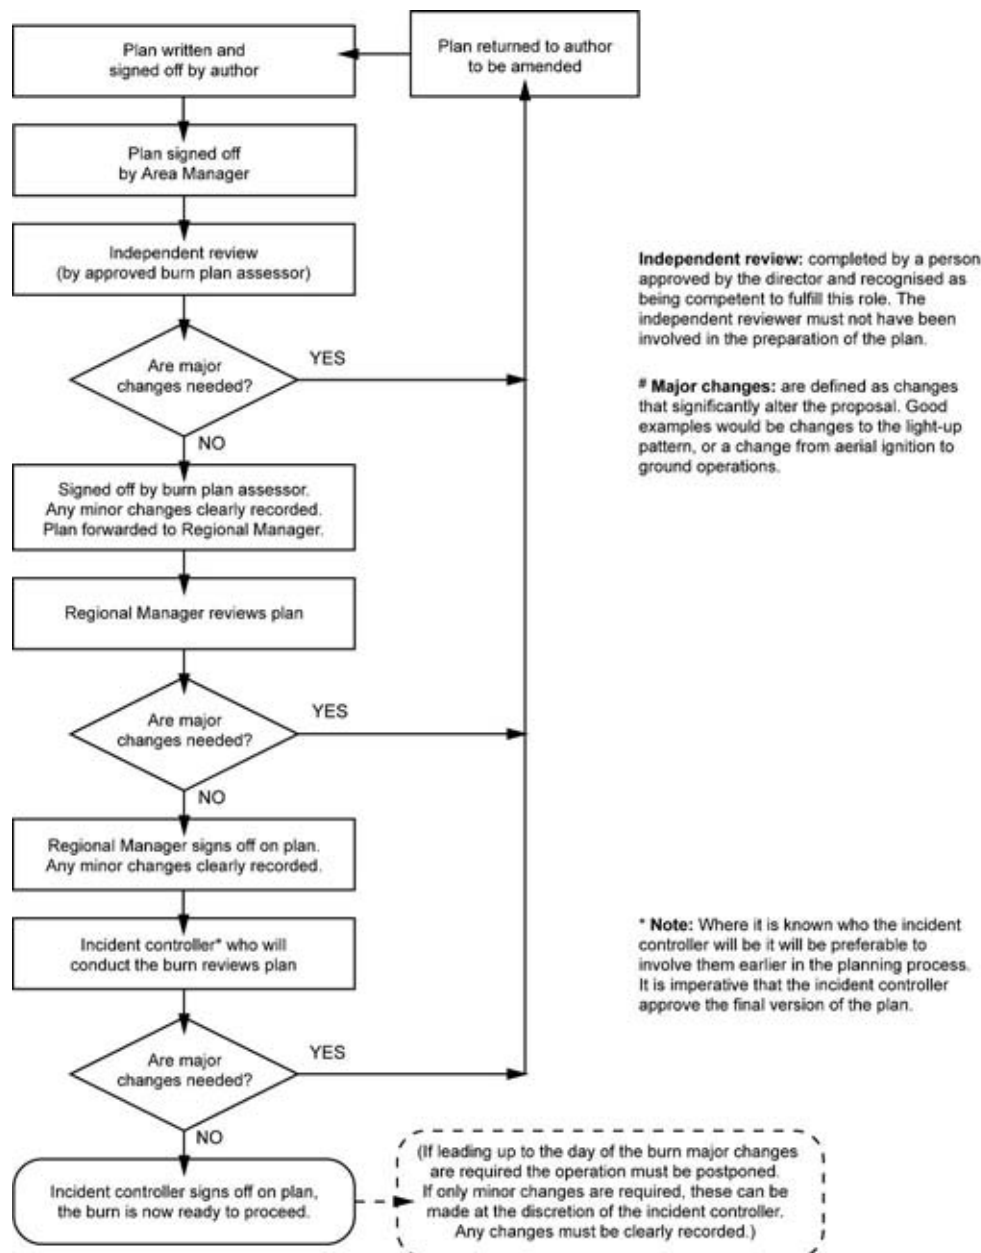 Plan written and
signed off by author
Plan returned to author
to be amended
Plan signed off
by Area Manager
Independent review
(by approved burn plan assessor)
Independent review: completed by a person
approved by the director and recognised as
being competent to fulfill this role. The
independent reviewer must not have been
involved in the preparation of the plan.
Are major
changes needed?
YES
NO
# Major changes: are defined as changes
that significantly alter the proposal. Good
examples would be changes to the light-up
pattern, or a change from aerial ignition to
ground operations.
Signed off by burn plan assessor.
Any minor changes clearly recorded.
Plan forwarded to Regional Manager.
Regional Manager reviews plan
Are major
changes needed?
YES
NO
Regional Manager signs off on plan.
Any minor changes clearly recorded.
Incident controller* who will
conduct the burn reviews plan
* Note: Where it is known who the incident
controller will be it will be preferable to
involve them earlier in the planning process.
It is imperative that the incident controller
approve the final version of the plan.
Are major
changes needed?
YES
NO
Incident controller signs off on plan,
the burn is now ready to proceed.
(If leading up to the day of the burn major changes
are required the operation must be postponed.
If only minor changes are required, these can be
made at the discretion of the incident controller.
Any changes must be clearly recorded.)